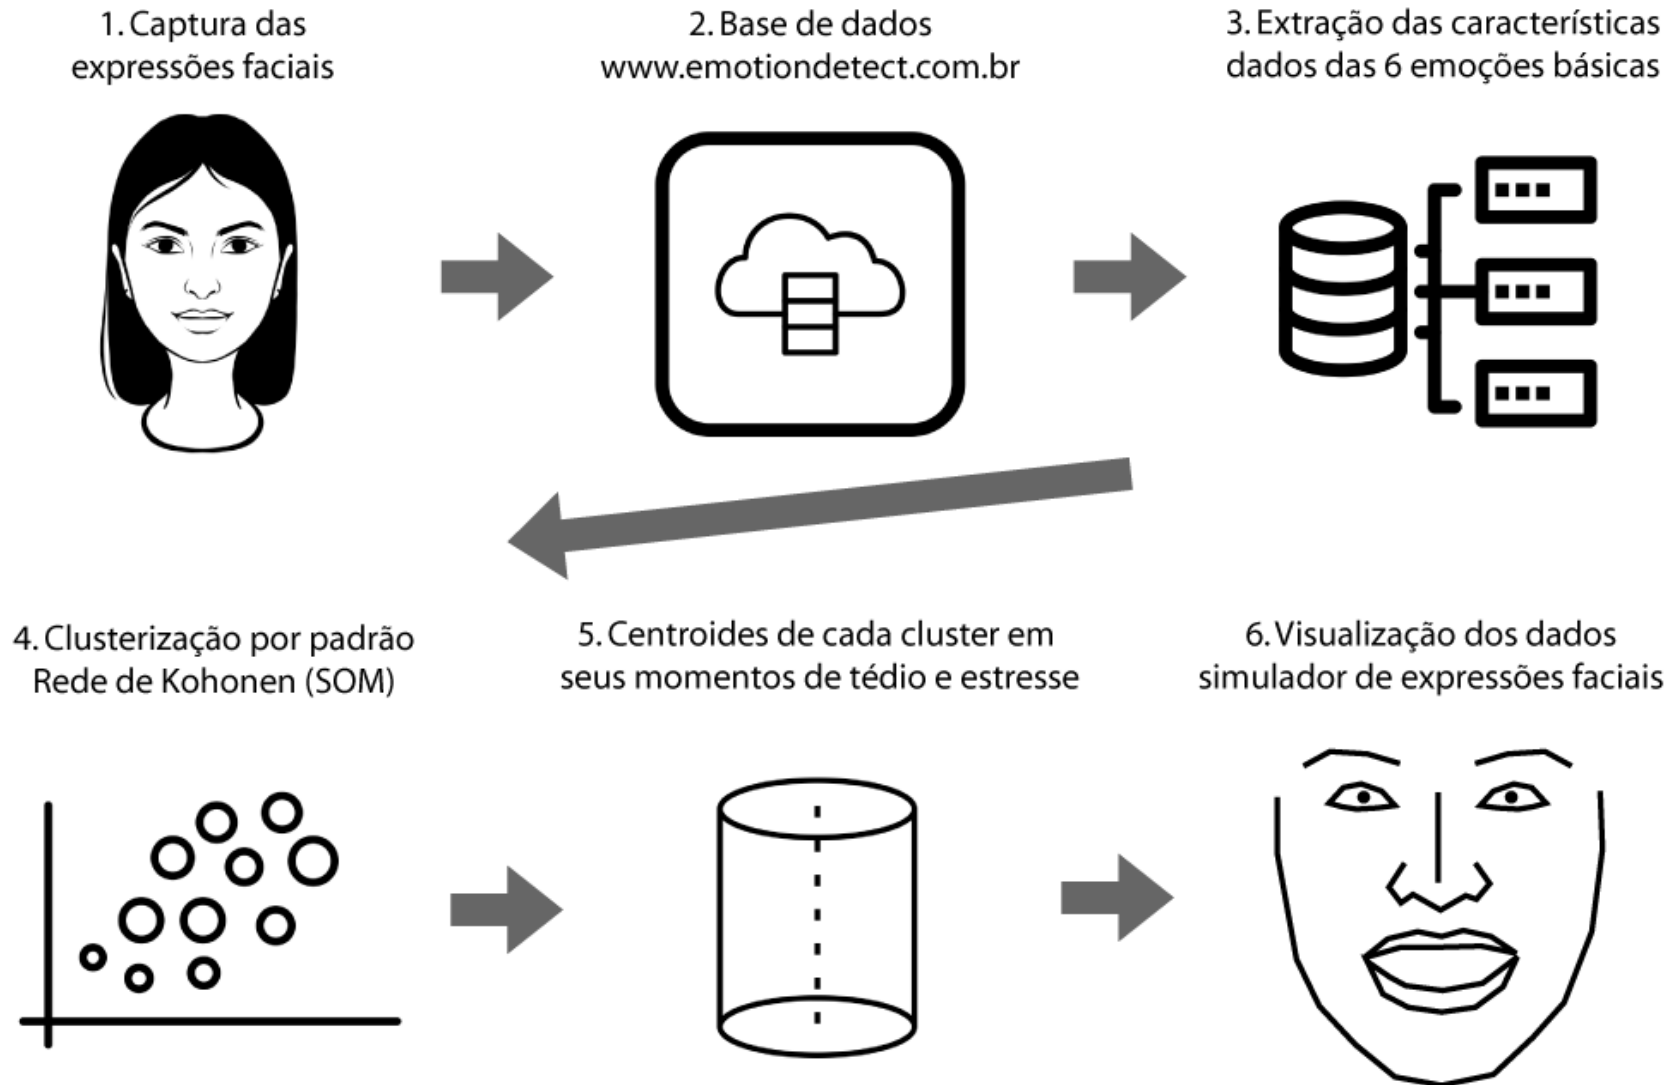 1. Captura das
expressões faciais
2. Base de dados
www.emotiondetect.com.br
3. Extração das características
dados das 6 emoções básicas
4. Clusterização por padrão
Rede de Kohonen (SOM)
5. Centroides de cada cluster em
seus momentos de tédio e estresse
6. Visualização dos dados
simulador de expressões faciais